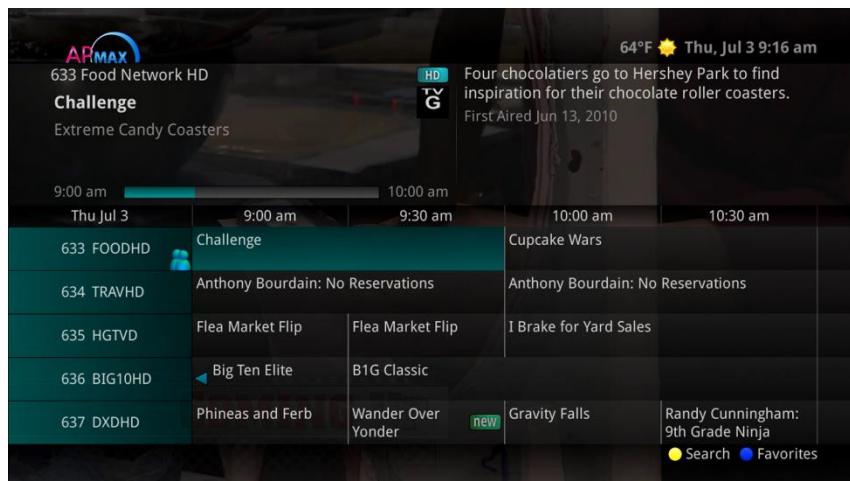 APMAX
64°F Thu, Jul 3 9:16 am
633 Food Network HD
Challenge
Extreme Candy Coasters
HD
TV
G
Four chocolatiers go to Hershey Park to find
inspiration for their chocolate roller coasters.
First Aired Jun 13, 2010
9:00 am 10:00 am
Thu Jul 3 9:00 am 9:30 am 10:00 am 10:30 am
633 FOODHD Challenge Cupcake Wars
634 TRAVHD Anthony Bourdain: No Reservations Anthony Bourdain: No Reservations
635 HGTVD Flea Market Flip Flea Market Flip I Brake for Yard Sales
636 BIG10HD Big Ten Elite B1G Classic
637 DXDHD Phineas and Ferb Wander Over Yonder new Gravity Falls Randy Cunningham: 9th Grade Ninja
Search Favorites